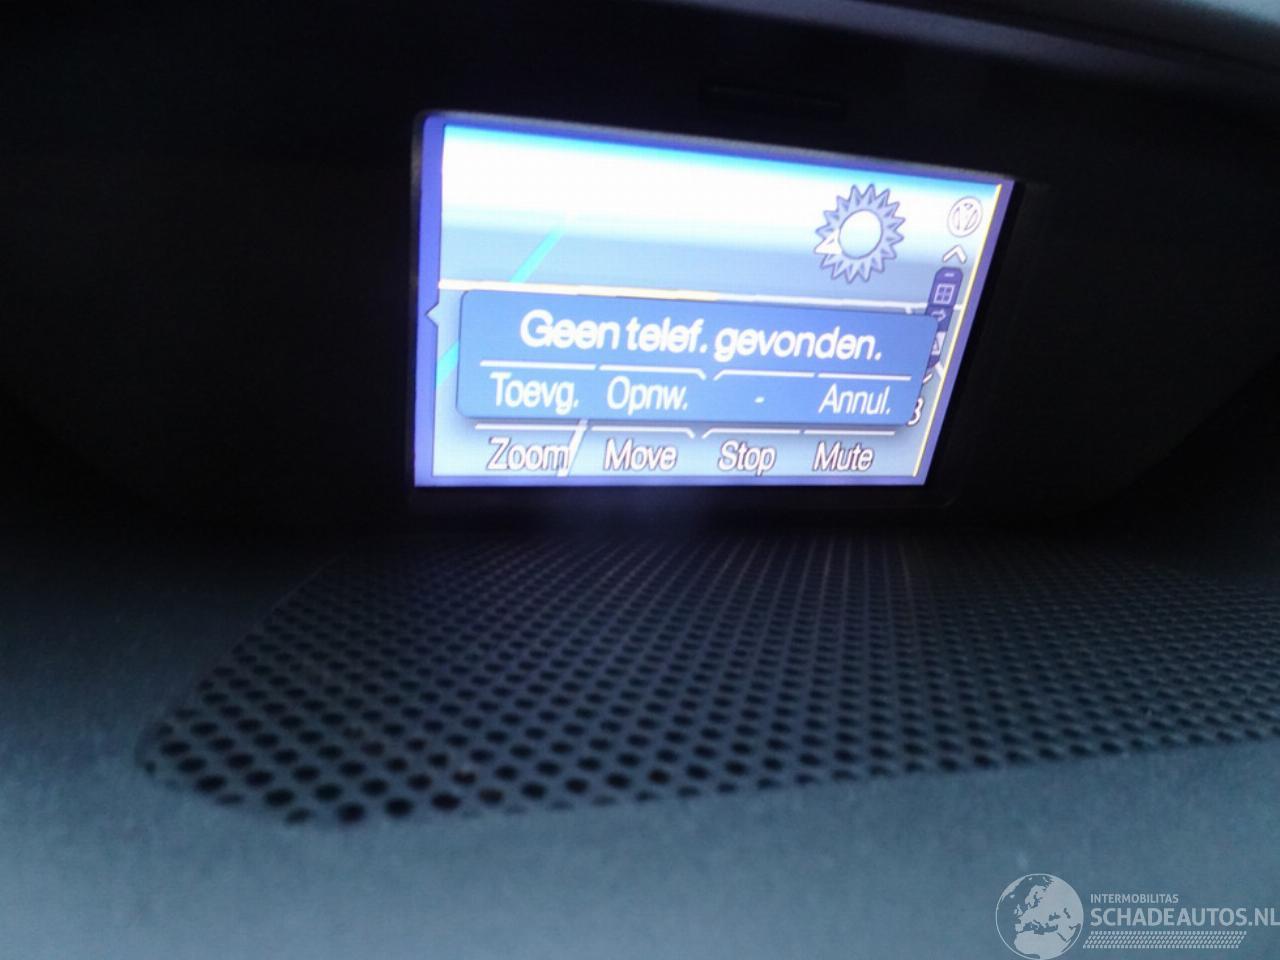 Geen telef. gevonden.
Toevg. Opnw. - Annul.
Zoom Move Stop Mute
INTERMOBILITAS
SCHADEAUTOS.NL